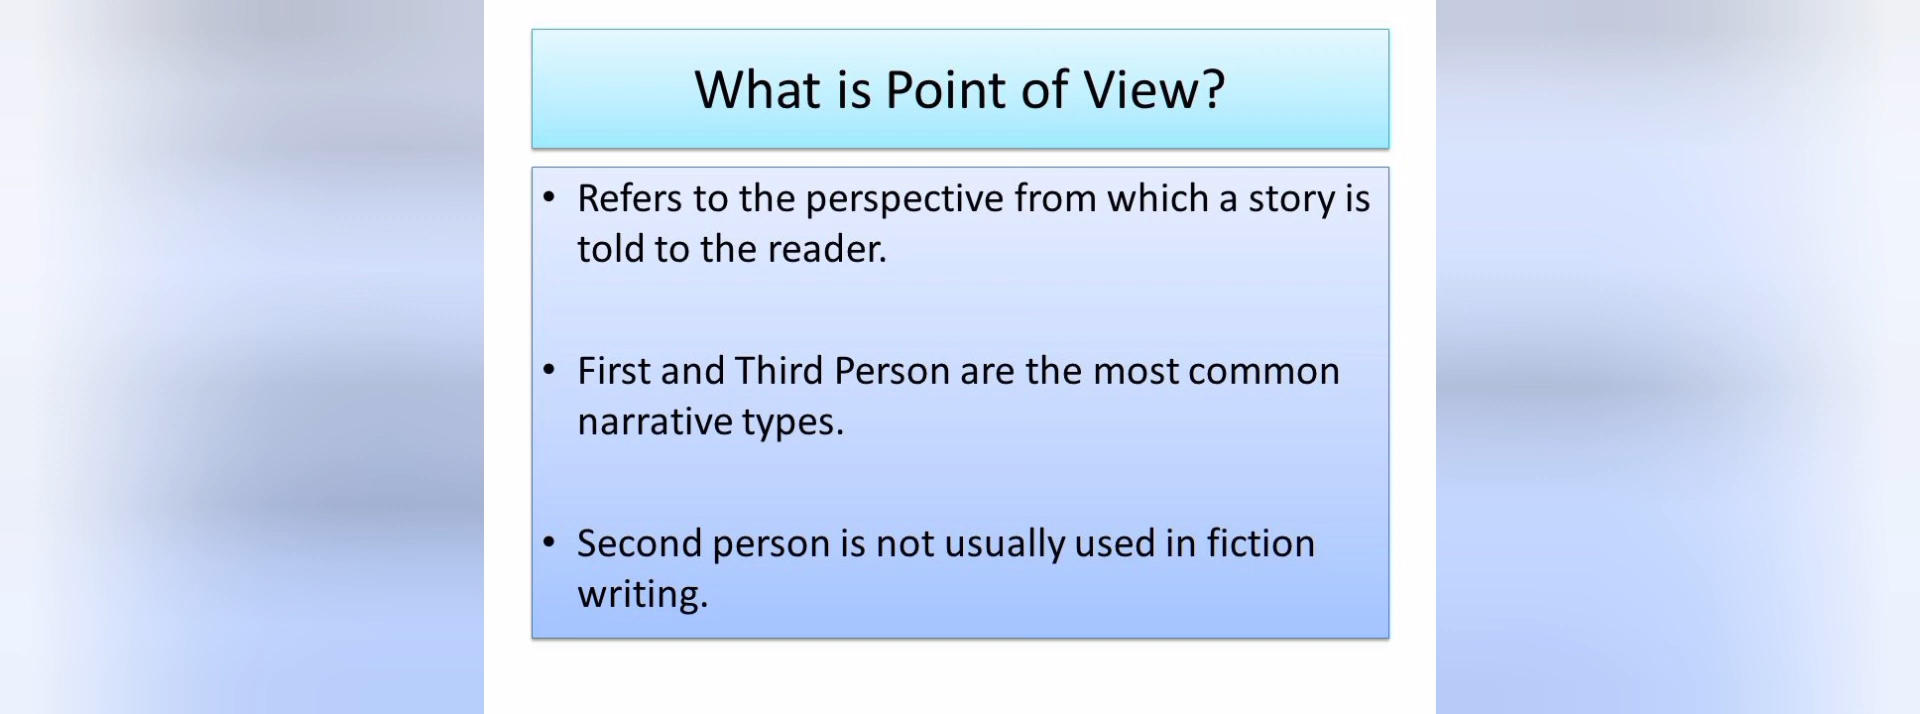 What is Point of View?
• Refers to the perspective from which a story is
told to the reader.
• First and Third Person are the most common
narrative types.
• Second person is not usually used in fiction
writing.